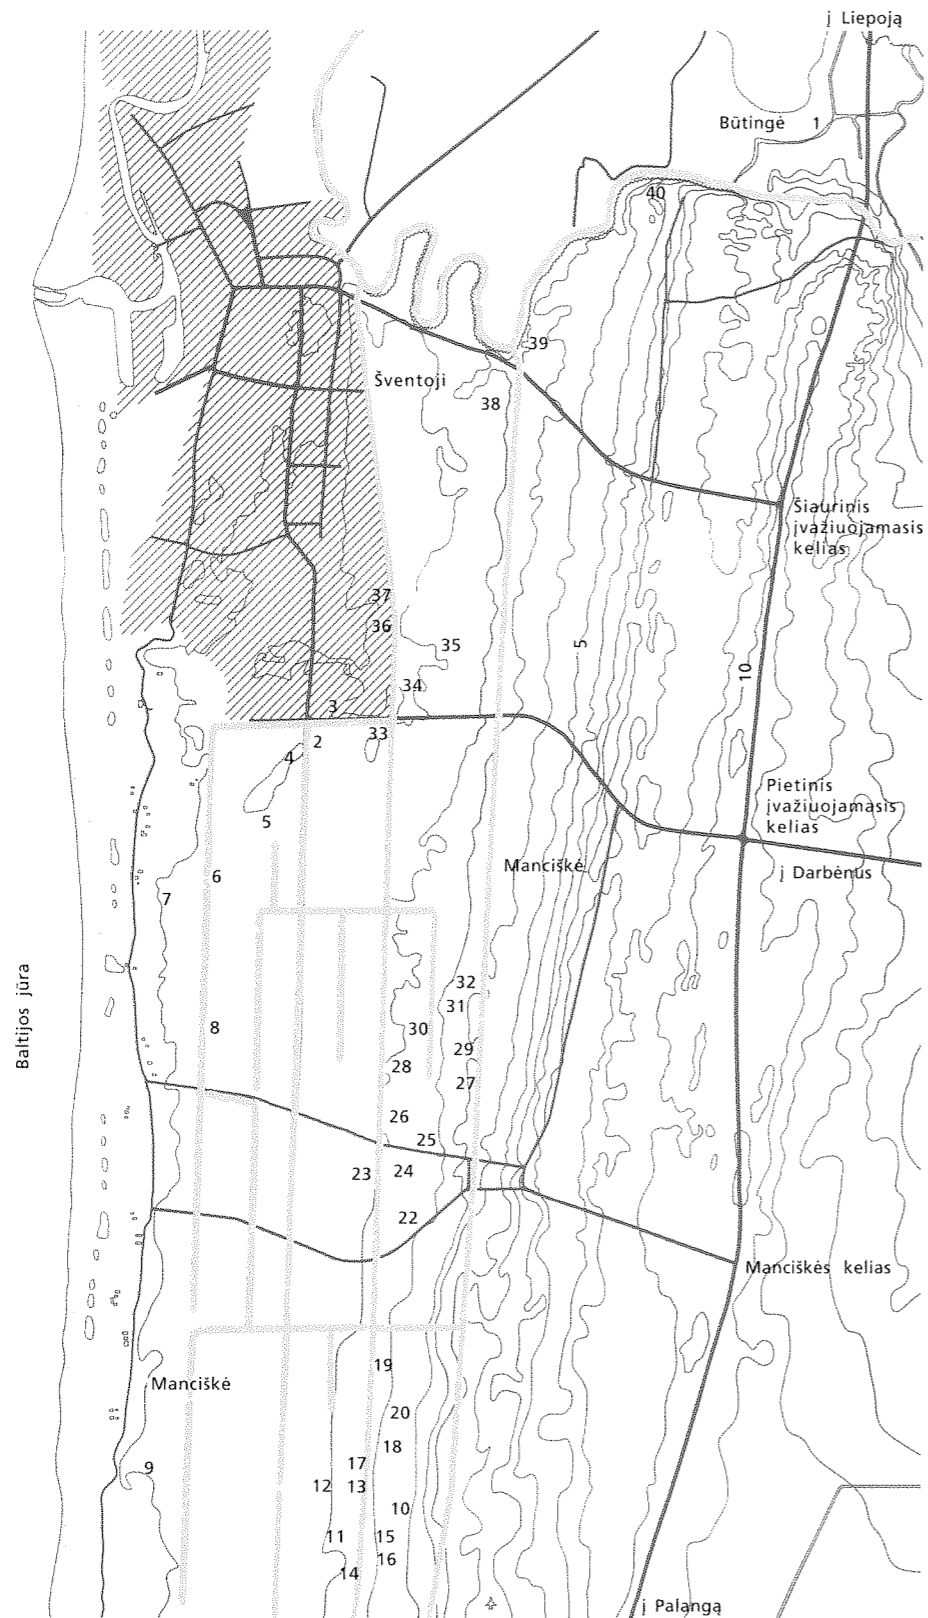 į Liepoją
Būtingė 1
40
39
Šventoji
38
Šiaurinis
įvažiuojamasis
kelias
37
36
35
5
10
34
3
33
2
4
Pietinis
įvažiuojamasis
kelias
5
Manciškė
į Darbėnus
6
7
Baltijos jūra
32
31
8
30
29
28
27
26
25
23
24
22
Manciškės kelias
19
Manciškė
20
18
17
9
12
13
10
11
15
16
14
į Palangą